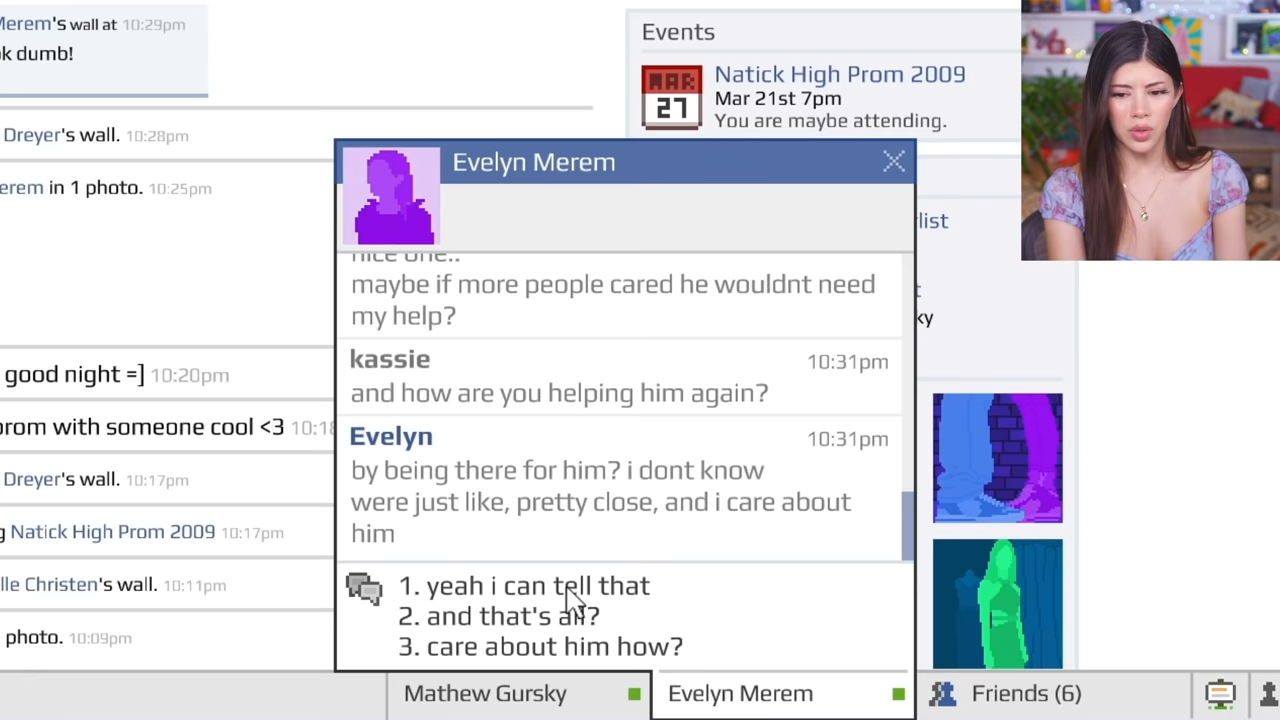 Merem's wall at 10:29pm
k dumb!
Dreyer's wall. 10:28pm
erem in 1 photo. 10:25pm
good night =] 10:20pm
prom with someone cool <3 10:18
Dreyer's wall. 10:17pm
g Natick High Prom 2009 10:17pm
lle Christen's wall. 10:11pm
photo. 10:09pm
Events
MAR
27
Natick High Prom 2009
Mar 21st 7pm
You are maybe attending.
list
ky
Evelyn Merem
nice one..
maybe if more people cared he wouldnt need
my help?
kassie 10:31pm
and how are you helping him again?
Evelyn 10:31pm
by being there for him? i dont know
were just like, pretty close, and i care about
him
1. yeah i can tell that
2. and that's all?
3. care about him how?
Mathew Gursky
Evelyn Merem
Friends (6)